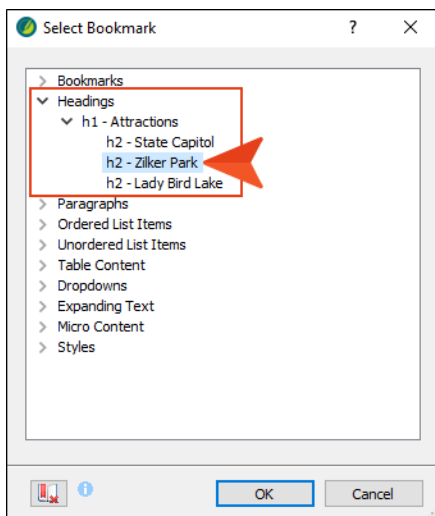 Select Bookmark
Bookmarks
Headings
h1 - Attractions
h2 - State Capitol
h2 - Zilker Park
h2 - Lady Bird Lake
Paragraphs
Ordered List Items
Unordered List Items
Table Content
Dropdowns
Expanding Text
Micro Content
Styles
OK Cancel